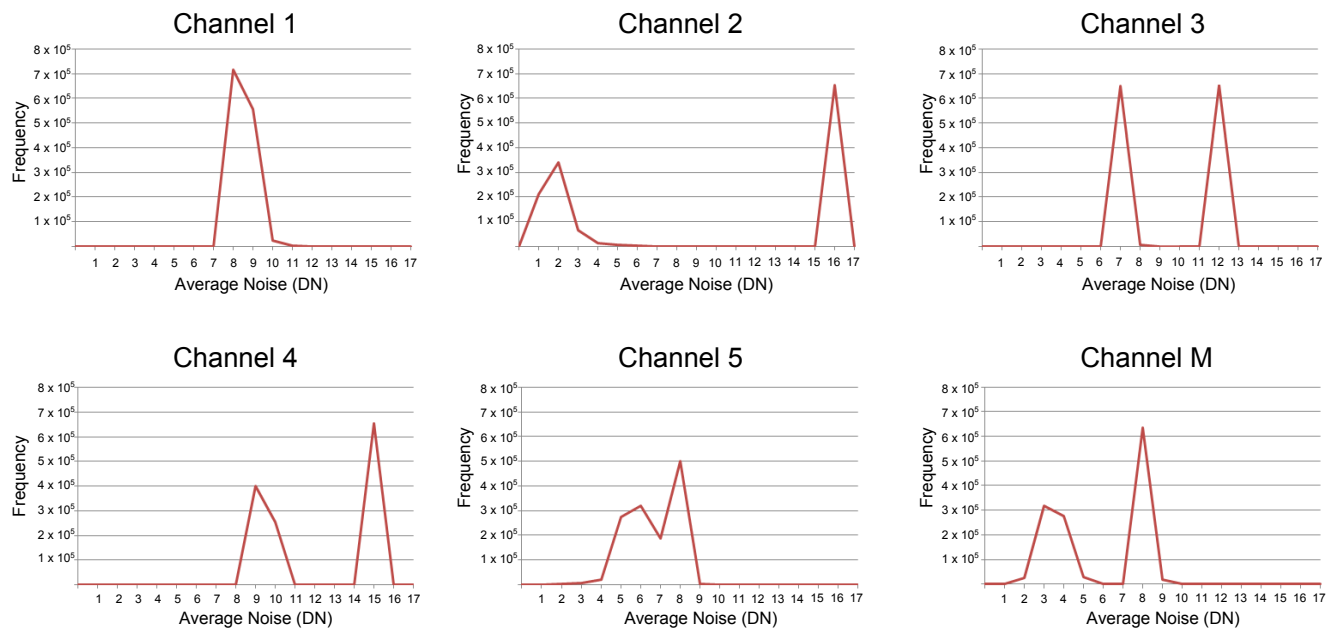 Channel 1
8 x 10⁵
7 x 10⁵
6 x 10⁵
5 x 10⁵
4 x 10⁵
3 x 10⁵
2 x 10⁵
1 x 10⁵
Frequency
1 2 3 4 5 6 7 8 9 10 11 12 13 14 15 16 17
Average Noise (DN)
Channel 2
8 x 10⁵
7 x 10⁵
6 x 10⁵
5 x 10⁵
4 x 10⁵
3 x 10⁵
2 x 10⁵
1 x 10⁵
Frequency
1 2 3 4 5 6 7 8 9 10 11 12 13 14 15 16 17
Average Noise (DN)
Channel 3
8 x 10⁵
7 x 10⁵
6 x 10⁵
5 x 10⁵
4 x 10⁵
3 x 10⁵
2 x 10⁵
1 x 10⁵
Frequency
1 2 3 4 5 6 7 8 9 10 11 12 13 14 15 16 17
Average Noise (DN)
Channel 4
8 x 10⁵
7 x 10⁵
6 x 10⁵
5 x 10⁵
4 x 10⁵
3 x 10⁵
2 x 10⁵
1 x 10⁵
Frequency
1 2 3 4 5 6 7 8 9 10 11 12 13 14 15 16 17
Average Noise (DN)
Channel 5
8 x 10⁵
7 x 10⁵
6 x 10⁵
5 x 10⁵
4 x 10⁵
3 x 10⁵
2 x 10⁵
1 x 10⁵
Frequency
1 2 3 4 5 6 7 8 9 10 11 12 13 14 15 16 17
Average Noise (DN)
Channel M
8 x 10⁵
7 x 10⁵
6 x 10⁵
5 x 10⁵
4 x 10⁵
3 x 10⁵
2 x 10⁵
1 x 10⁵
Frequency
1 2 3 4 5 6 7 8 9 10 11 12 13 14 15 16 17
Average Noise (DN)